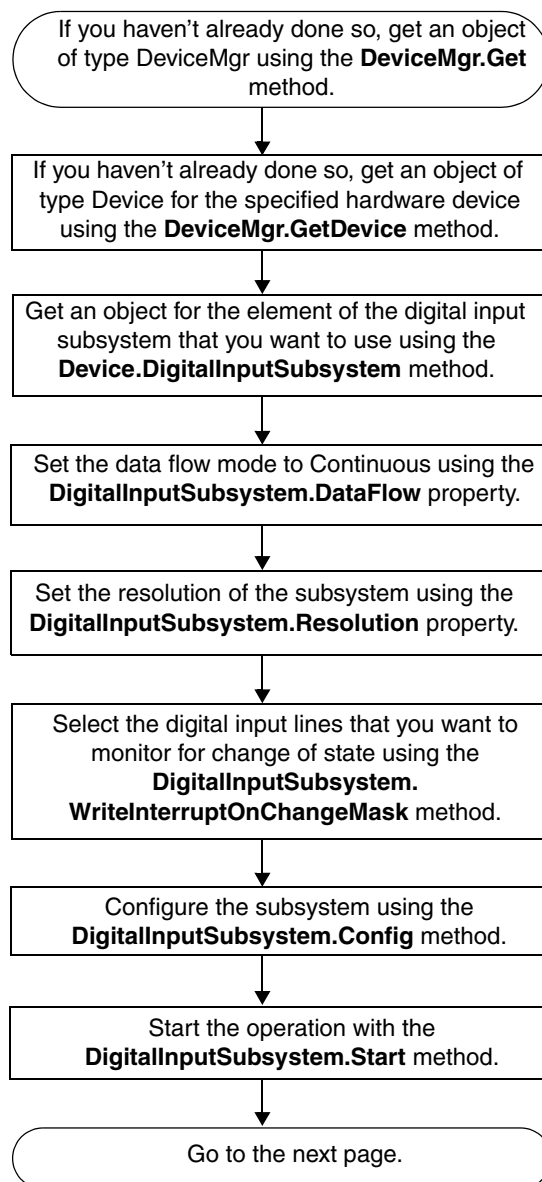 If you haven’t already done so, get an object
of type DeviceMgr using the DeviceMgr.Get
method.
If you haven’t already done so, get an object of
type Device for the specified hardware device
using the DeviceMgr.GetDevice method.
Get an object for the element of the digital input
subsystem that you want to use using the
Device.DigitalInputSubsystem method.
Set the data flow mode to Continuous using the
DigitalInputSubsystem.DataFlow property.
Set the resolution of the subsystem using the
DigitalInputSubsystem.Resolution property.
Select the digital input lines that you want to
monitor for change of state using the
DigitalInputSubsystem.
WriteInterruptOnChangeMask method.
Configure the subsystem using the
DigitalInputSubsystem.Config method.
Start the operation with the
DigitalInputSubsystem.Start method.
Go to the next page.